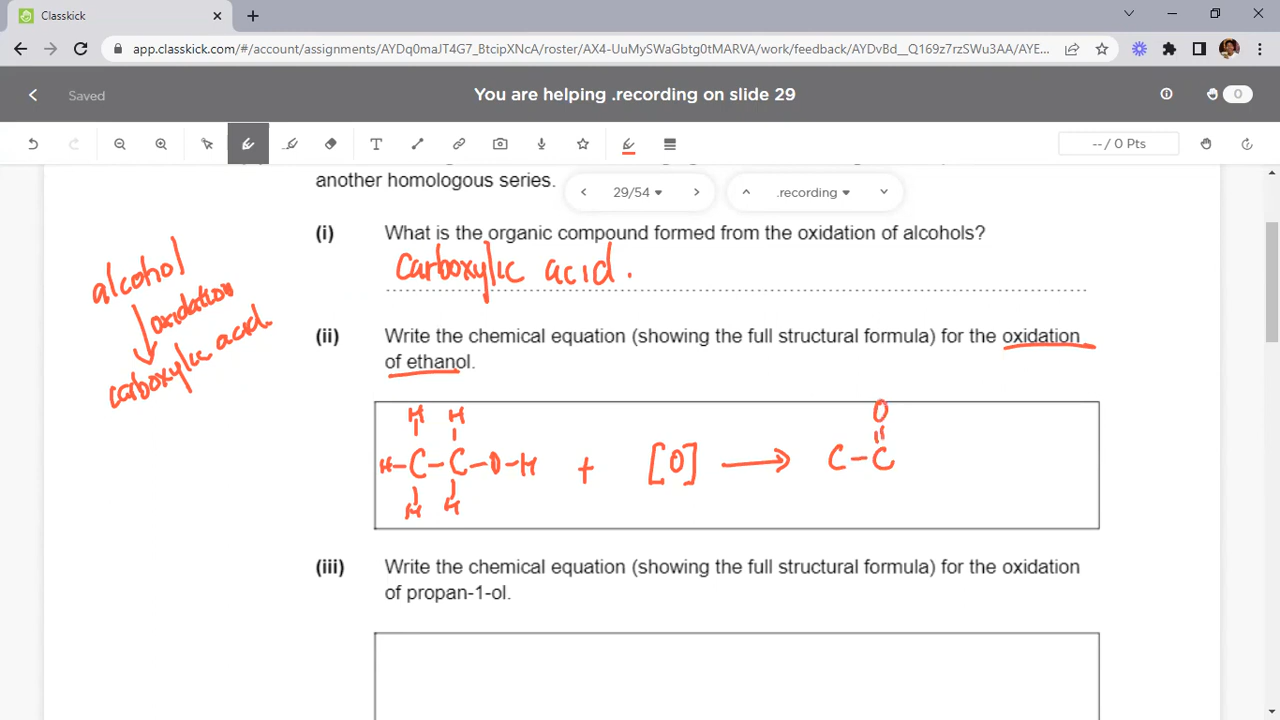 Classkick
app.classkick.com/#/account/assignments/AYDq0maJT4G7_BtcipXNcA/roster/AX4-UuMySWaGbtg0tMARVA/work/feedback/AYDvBd__Q169z7rzSWu3AA/AYE...
Saved
You are helping .recording on slide 29
0
T
-- / 0 Pts
another homologous series.
29/54
.recording
(i) What is the organic compound formed from the oxidation of alcohols?
Carboxylic acid.
alcohol
oxidation
carboxylic acid.
(ii) Write the chemical equation (showing the full structural formula) for the oxidation
of ethanol.
H H O
H-C-C-O-H + [O] → C-C
H H
(iii) Write the chemical equation (showing the full structural formula) for the oxidation
of propan-1-ol.